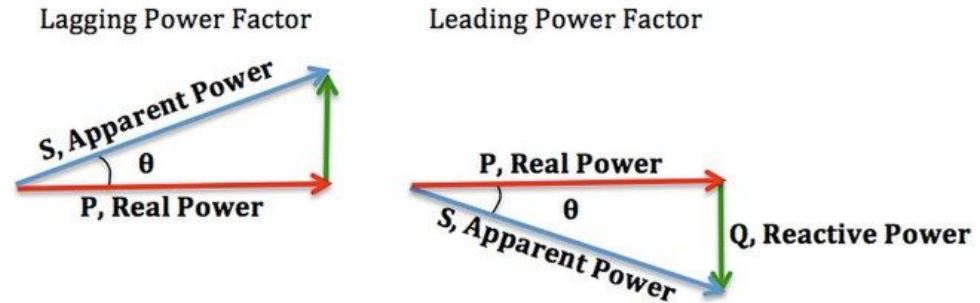 Lagging Power Factor
S, Apparent Power
θ
P, Real Power
Leading Power Factor
P, Real Power
θ
S, Apparent Power
Q, Reactive Power